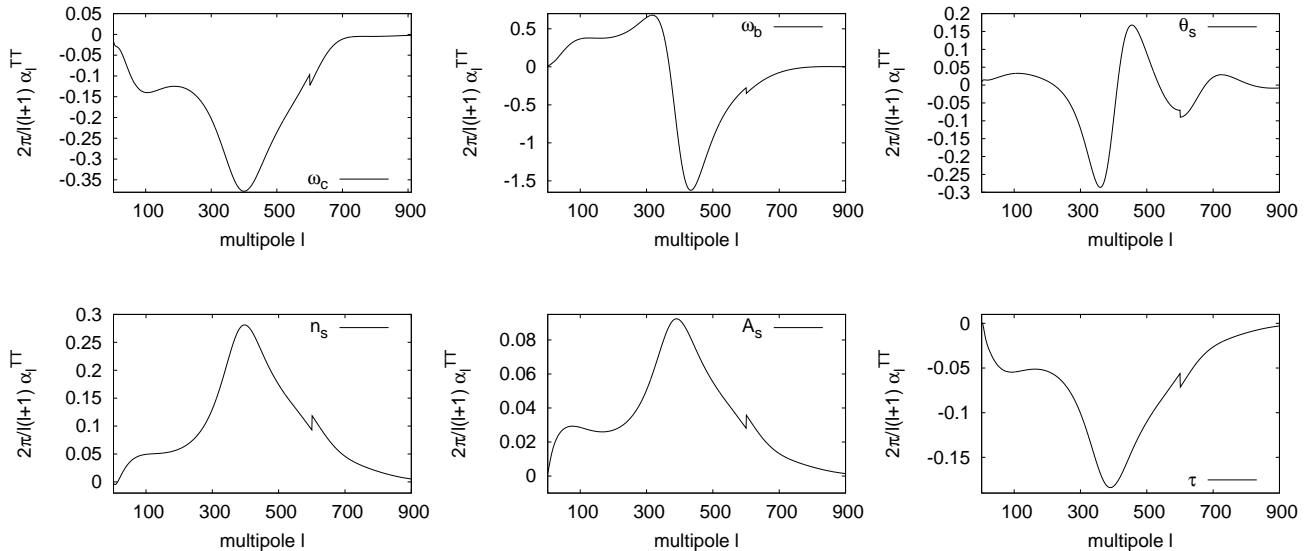 2π/l(l+1) α_l^TT
0.05
0
-0.05
-0.1
-0.15
-0.2
-0.25
-0.3
-0.35
ω_c
100 300 500 700 900
multipole l
2π/l(l+1) α_l^TT
0.5
0
-0.5
-1
-1.5
ω_b
100 300 500 700 900
multipole l
2π/l(l+1) α_l^TT
0.2
0.15
0.1
0.05
0
-0.05
-0.1
-0.15
-0.2
-0.25
-0.3
θ_s
100 300 500 700 900
multipole l
2π/l(l+1) α_l^TT
0.3
0.25
0.2
0.15
0.1
0.05
0
n_s
100 300 500 700 900
multipole l
2π/l(l+1) α_l^TT
0.08
0.06
0.04
0.02
0
A_s
100 300 500 700 900
multipole l
2π/l(l+1) α_l^TT
0
-0.05
-0.1
-0.15
τ
100 300 500 700 900
multipole l